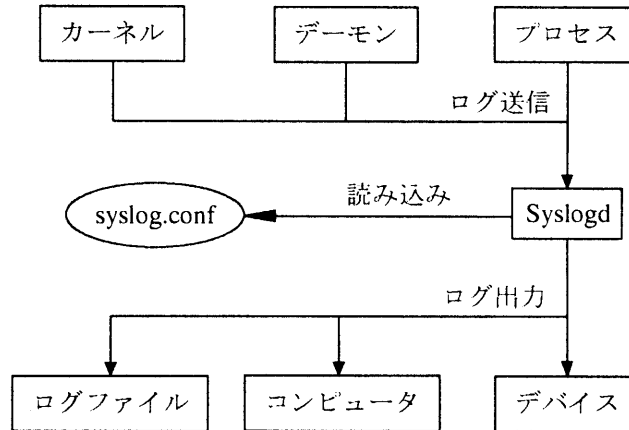 カーネル
デーモン
プロセス
ログ送信
読み込み
syslog.conf
Syslogd
ログ出力
ログファイル
コンピュータ
デバイス